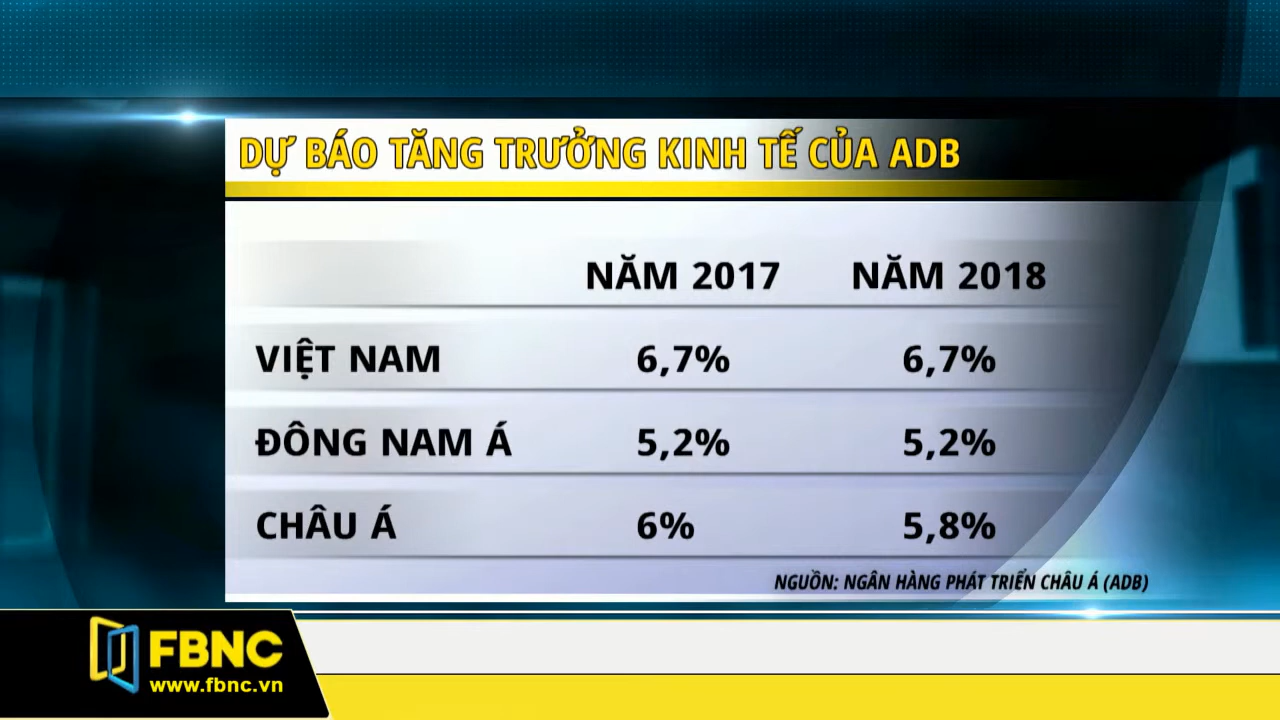 DỰ BÁO TĂNG TRƯỞNG KINH TẾ CỦA ADB
NĂM 2017 NĂM 2018
VIỆT NAM 6,7% 6,7%
ĐÔNG NAM Á 5,2% 5,2%
CHÂU Á 6% 5,8%
NGUỒN: NGÂN HÀNG PHÁT TRIỂN CHÂU Á (ADB)
FBNC
www.fbnc.vn